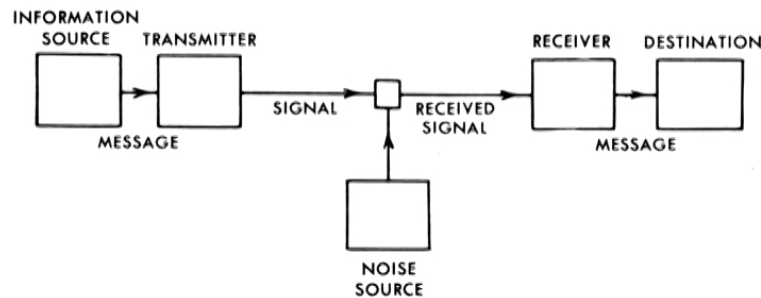 INFORMATION
SOURCE
TRANSMITTER
RECEIVER
DESTINATION
SIGNAL
RECEIVED
SIGNAL
MESSAGE
MESSAGE
NOISE
SOURCE